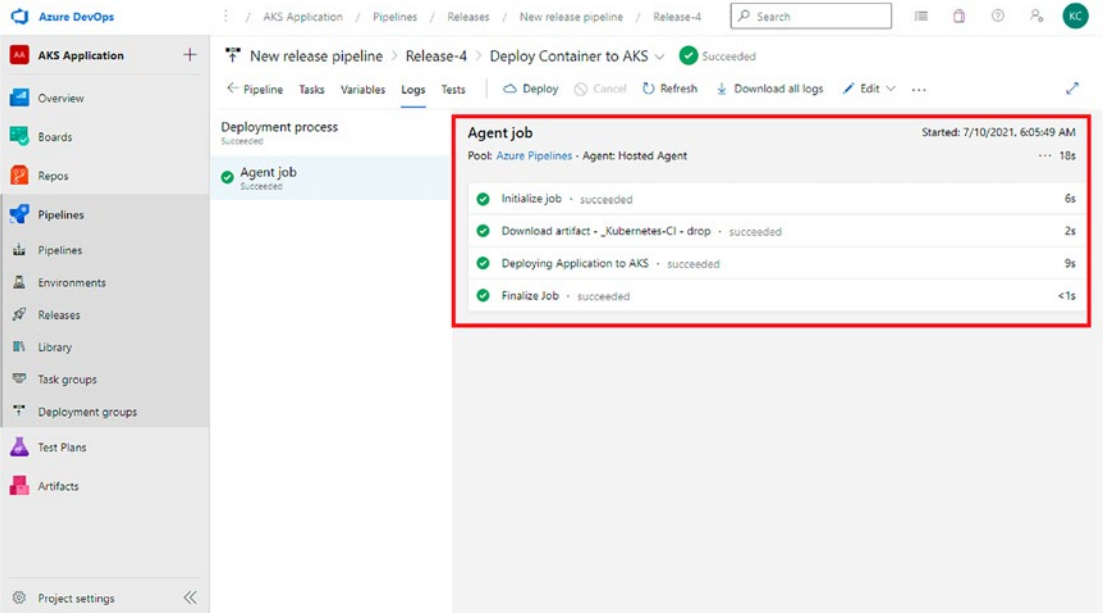 Azure DevOps
/ AKS Application / Pipelines / Releases / New release pipeline / Release-4
Search
KC
AA AKS Application
Overview
Boards
Repos
Pipelines
Pipelines
Environments
Releases
Library
Task groups
Deployment groups
Test Plans
Artifacts
Project settings
New release pipeline > Release-4 > Deploy Container to AKS Succeeded
Pipeline Tasks Variables Logs Tests Deploy Cancel Refresh Download all logs Edit ...
Deployment process
Succeeded
Agent job
Succeeded
Agent job Started: 7/10/2021, 6:05:49 AM
Pool: Azure Pipelines · Agent: Hosted Agent ... 18s
Initialize job · succeeded 6s
Download artifact - _Kubernetes-CI - drop · succeeded 2s
Deploying Application to AKS · succeeded 9s
Finalize Job · succeeded <1s